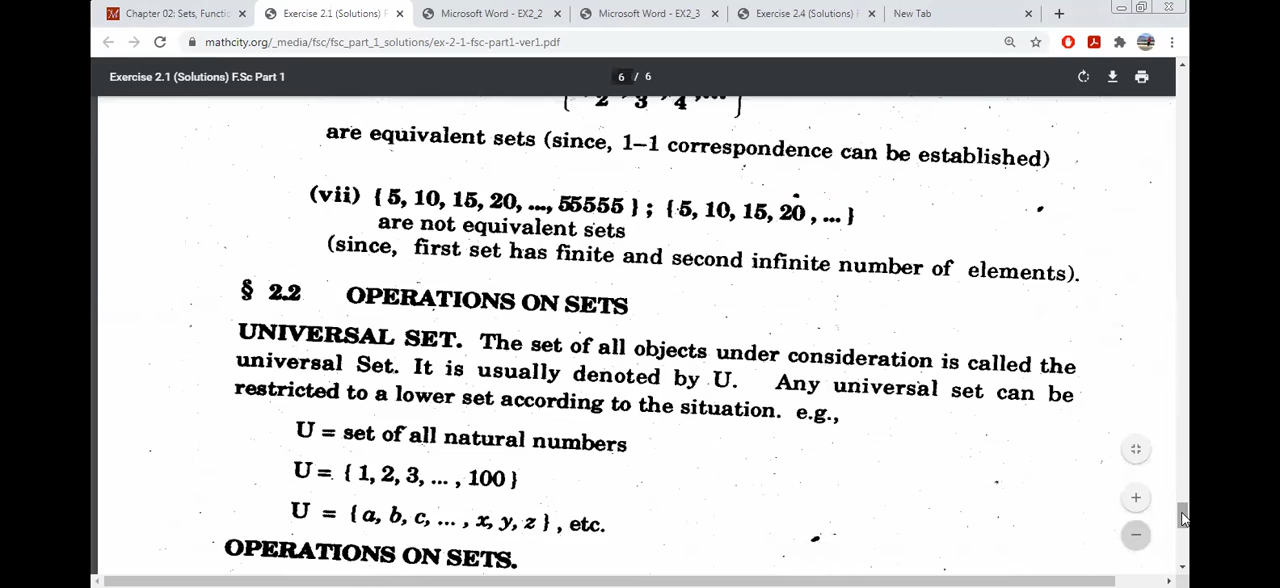 Chapter 02: Sets, Functi
Exercise 2.1 (Solutions) F
Microsoft Word - EX2_2
Microsoft Word - EX2_3
Exercise 2.4 (Solutions)
New Tab
mathcity.org/_media/fsc/fsc_part_1_solutions/ex-2-1-fsc-part1-ver1.pdf
Exercise 2.1 (Solutions) F.Sc Part 1
6 / 6
2 , 3 , 4 ,...
are equivalent sets (since, 1–1 correspondence can be established)
(vii) { 5, 10, 15, 20, ..., 55555 } ; { 5, 10, 15, 20 , ... }
are not equivalent sets
(since, first set has finite and second infinite number of elements).
§ 2.2 OPERATIONS ON SETS
UNIVERSAL SET. The set of all objects under consideration is called the
universal Set. It is usually denoted by U. Any universal set can be
restricted to a lower set according to the situation. e.g.,
U = set of all natural numbers
U = { 1, 2, 3, ... , 100 }
U = { a, b, c, ... , x, y, z } , etc.
OPERATIONS ON SETS.